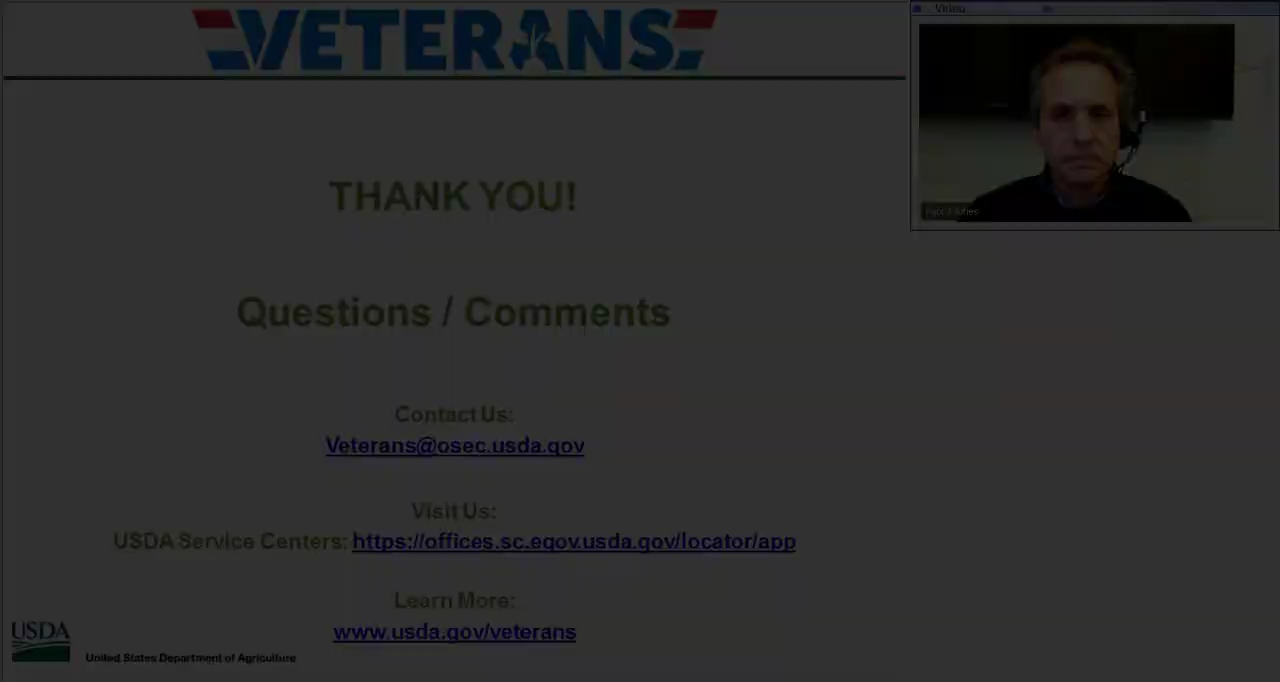 VETERANS
Video
THANK YOU!
Questions / Comments
Contact Us:
Veterans@osec.usda.gov
Visit Us:
USDA Service Centers: https://offices.sc.egov.usda.gov/locator/app
Learn More:
www.usda.gov/veterans
USDA
United States Department of Agriculture